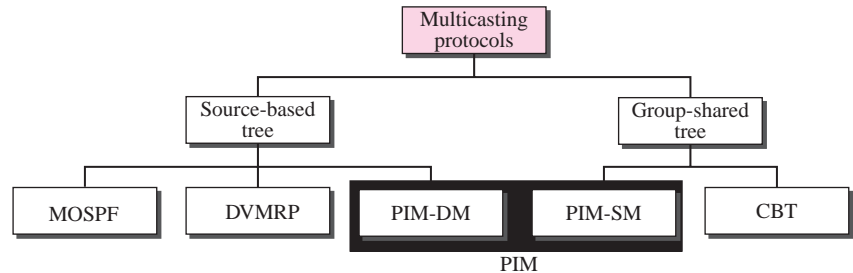 Multicasting
protocols
Source-based
tree
Group-shared
tree
MOSPF
DVMRP
PIM-DM
PIM-SM
CBT
PIM